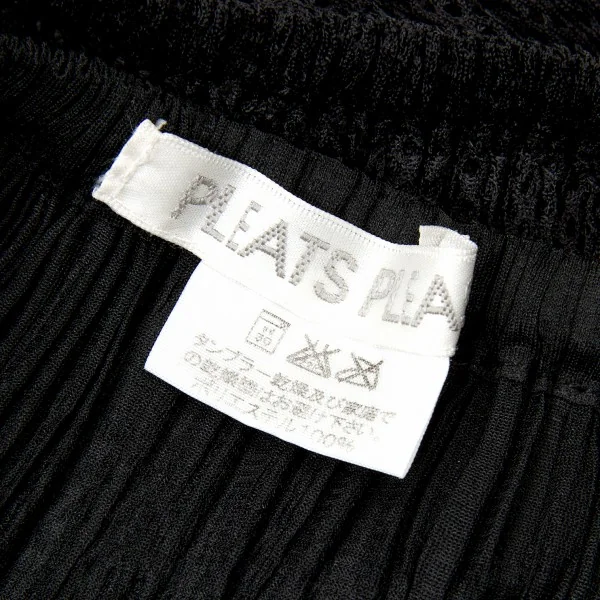 PLEATS PLEA
タンブラー乾燥及び家庭で
の乾燥機はお避け下さい。
ポリエステル100%